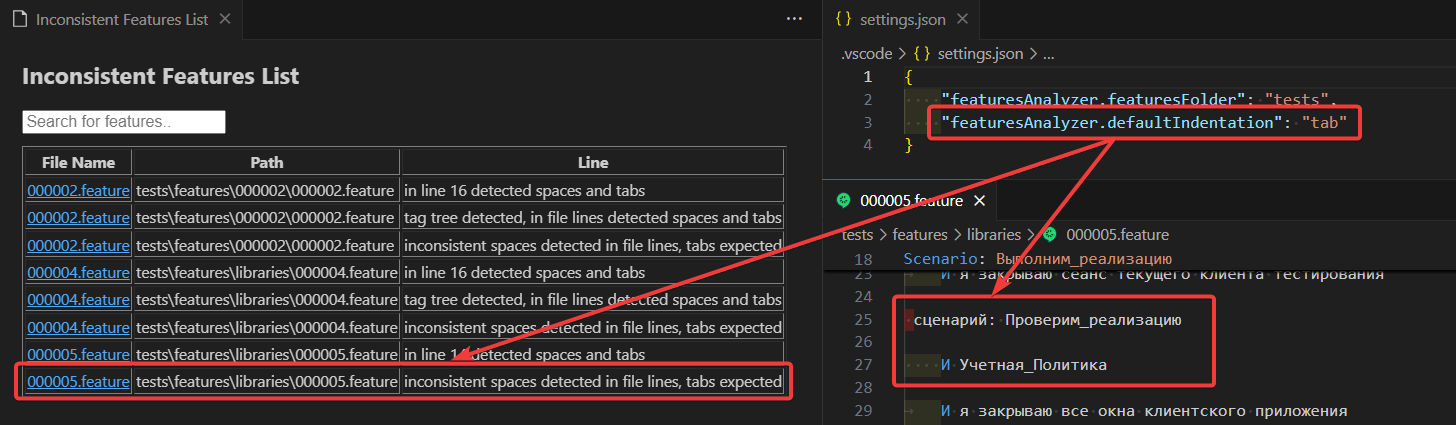 Inconsistent Features List
Inconsistent Features List
Search for features..
File Name Path Line
000002.feature tests\features\000002\000002.feature in line 16 detected spaces and tabs
000002.feature tests\features\000002\000002.feature tag tree detected, in file lines detected spaces and tabs
000002.feature tests\features\000002\000002.feature inconsistent spaces detected in file lines, tabs expected
000004.feature tests\features\libraries\000004.feature in line 16 detected spaces and tabs
000004.feature tests\features\libraries\000004.feature tag tree detected, in file lines detected spaces and tabs
000004.feature tests\features\libraries\000004.feature inconsistent spaces detected in file lines, tabs expected
000005.feature tests\features\libraries\000005.feature in line detected spaces and tabs
000005.feature tests\features\libraries\000005.feature inconsistent spaces detected in file lines, tabs expected
settings.json
.vscode > {} settings.json > ...
1 {
2 "featuresAnalyzer.featuresFolder": "tests",
3 "featuresAnalyzer.defaultIndentation": "tab"
4 }
000005.feature
tests > features > libraries > 000005.feature
18 Scenario: Выполним_реализацию
23 И я закрываю сеанс текущего клиента тестирования
24
25 сценарий: Проверим_реализацию
26
27 И Учетная_Политика
28
29 И я закрываю все окна клиентского приложения